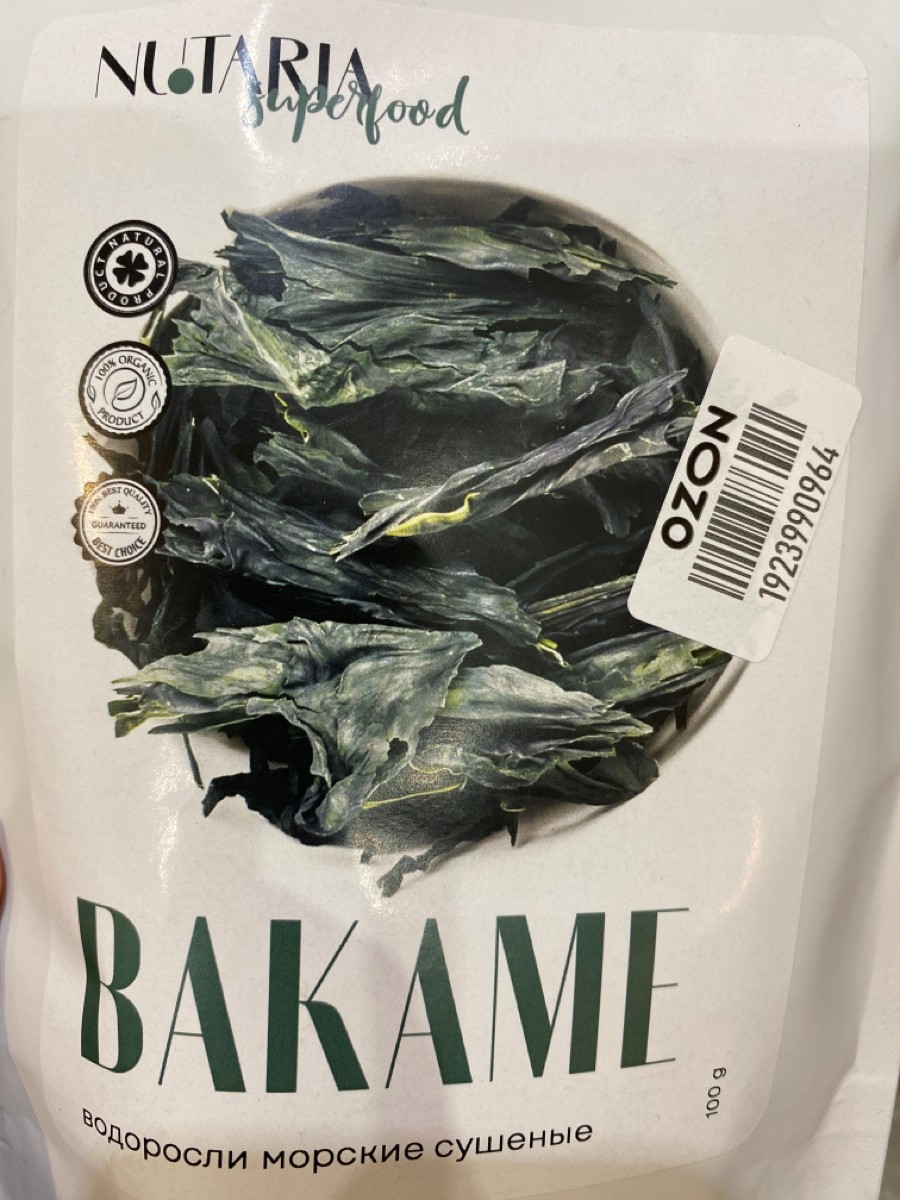 NUTARIA
superfood
NATURAL PRODUCT
100% ORGANIC
PRODUCT
100% BEST QUALITY
GUARANTEED
BEST CHOICE
OZON
1923990964
ВАКАМЕ
100 g
водоросли морские сушеные